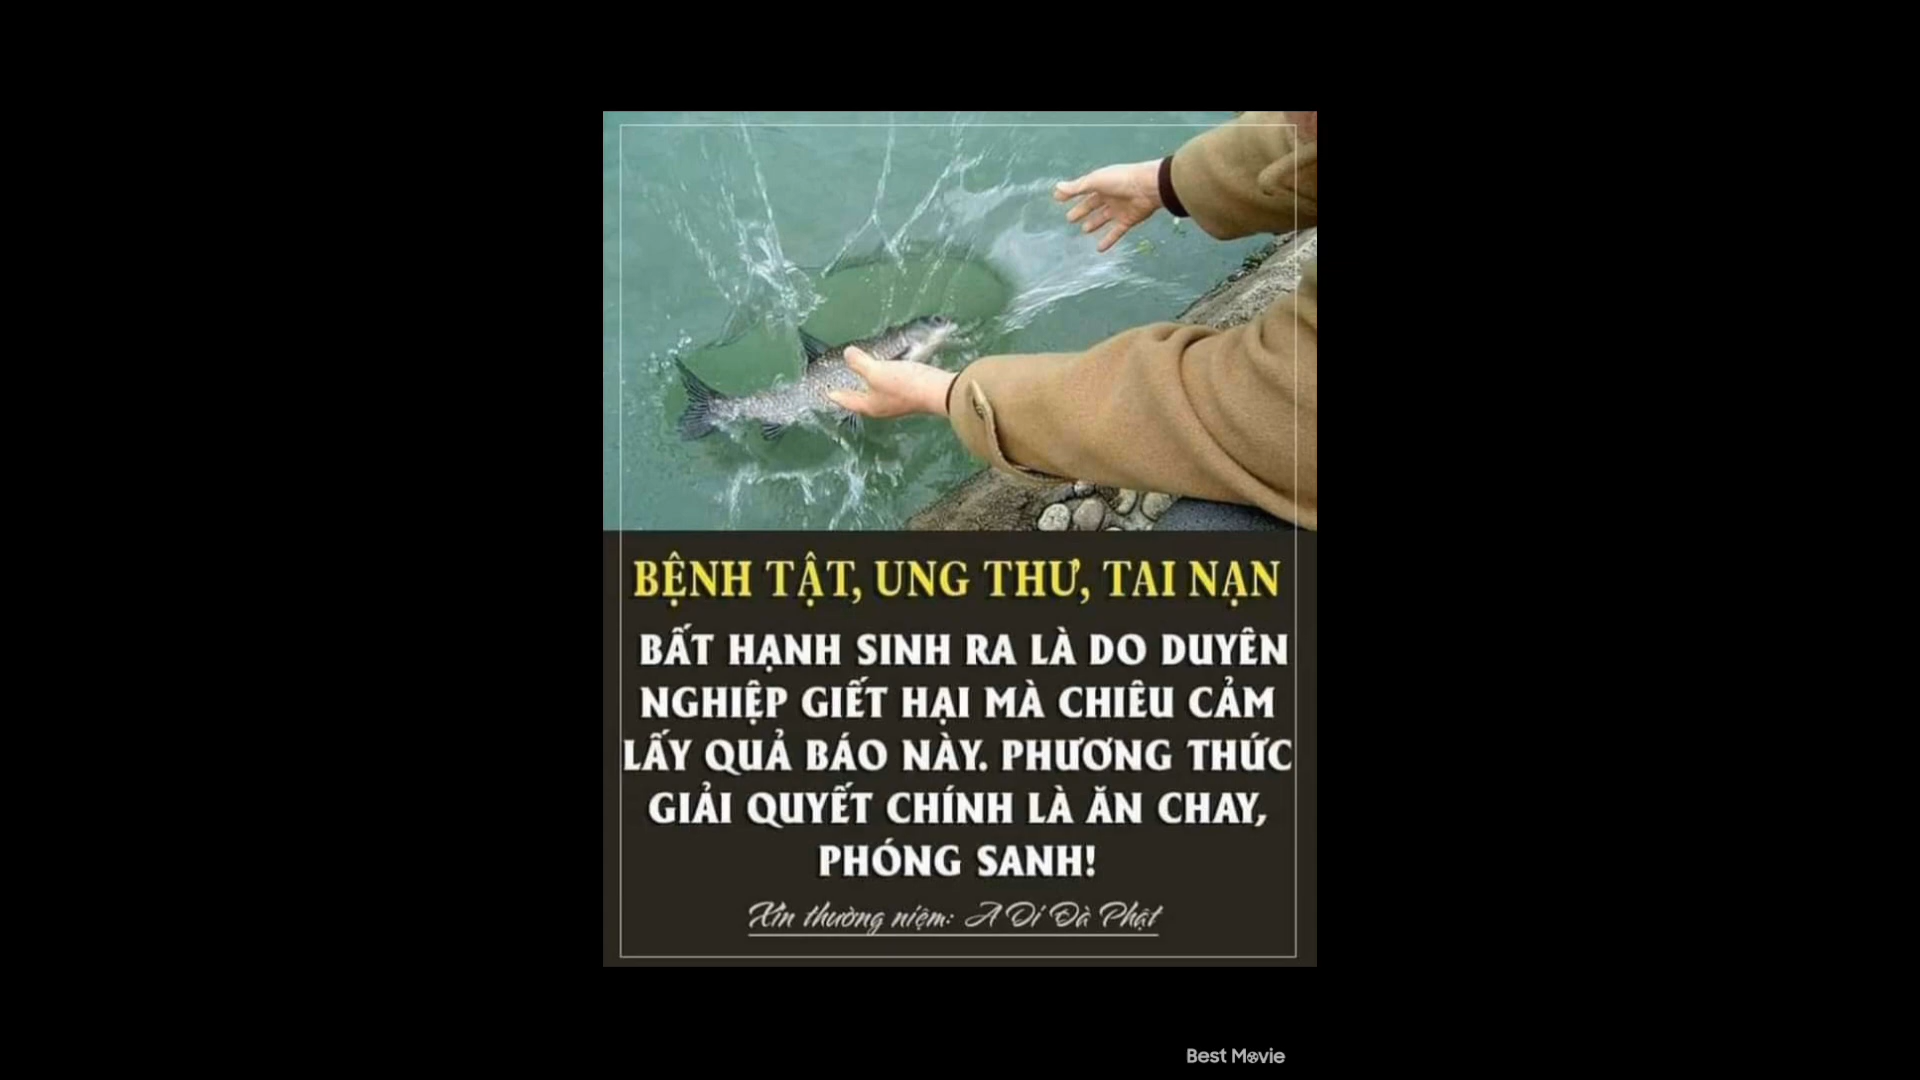 BỆNH TẬT, UNG THƯ, TAI NẠN
BẤT HẠNH SINH RA LÀ DO DUYÊN
NGHIỆP GIẾT HẠI MÀ CHIÊU CẢM
LẤY QUẢ BÁO NÀY. PHƯƠNG THỨC
GIẢI QUYẾT CHÍNH LÀ ĂN CHAY,
PHÓNG SANH!
Xin thường niệm: A Di Đà Phật
Best Movie